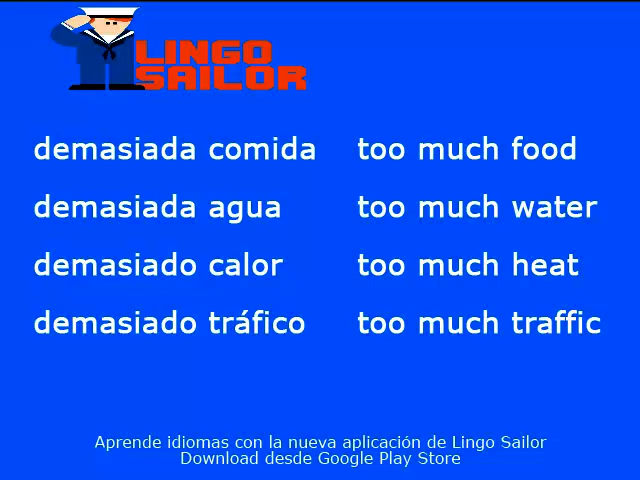 LINGO
SAILOR
demasiada comida too much food
demasiada agua too much water
demasiado calor too much heat
demasiado tráfico too much traffic
Aprende idiomas con la nueva aplicación de Lingo Sailor
Download desde Google Play Store